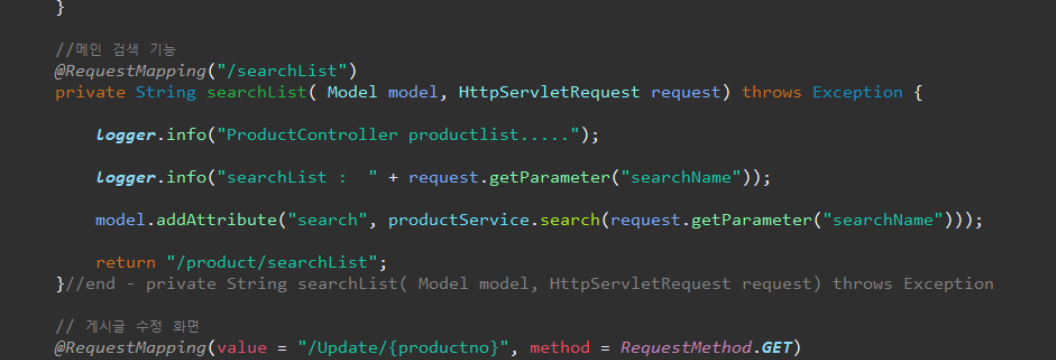 }
//메인 검색 기능
@RequestMapping("/searchList")
private String searchList( Model model, HttpServletRequest request) throws Exception {
logger.info("ProductController productlist.....");
logger.info("searchList :  " + request.getParameter("searchName"));
model.addAttribute("search", productService.search(request.getParameter("searchName")));
return "/product/searchList";
}//end - private String searchList( Model model, HttpServletRequest request) throws Exception
// 게시글 수정 화면
@RequestMapping(value = "/Update/{productno}", method = RequestMethod.GET)